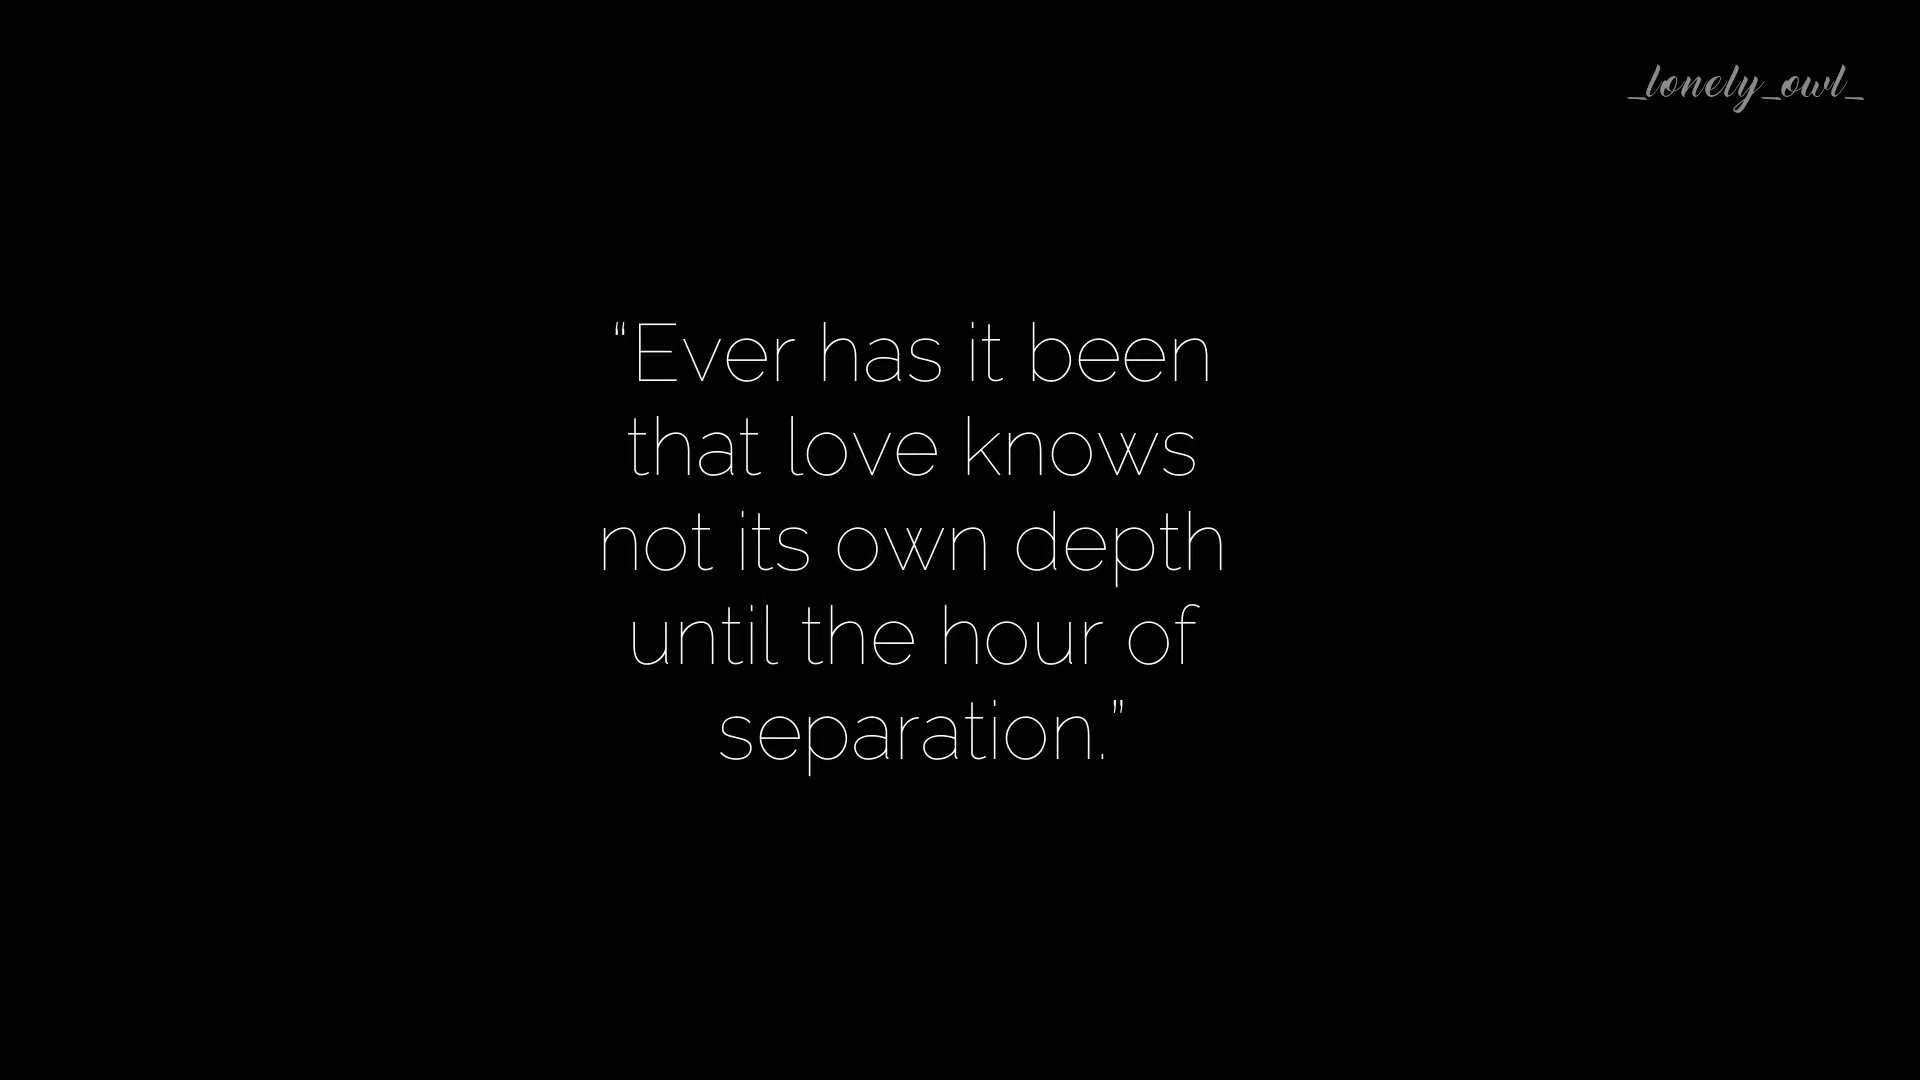 _lonely_owl_
“Ever has it been
that love knows
not its own depth
until the hour of
separation.”